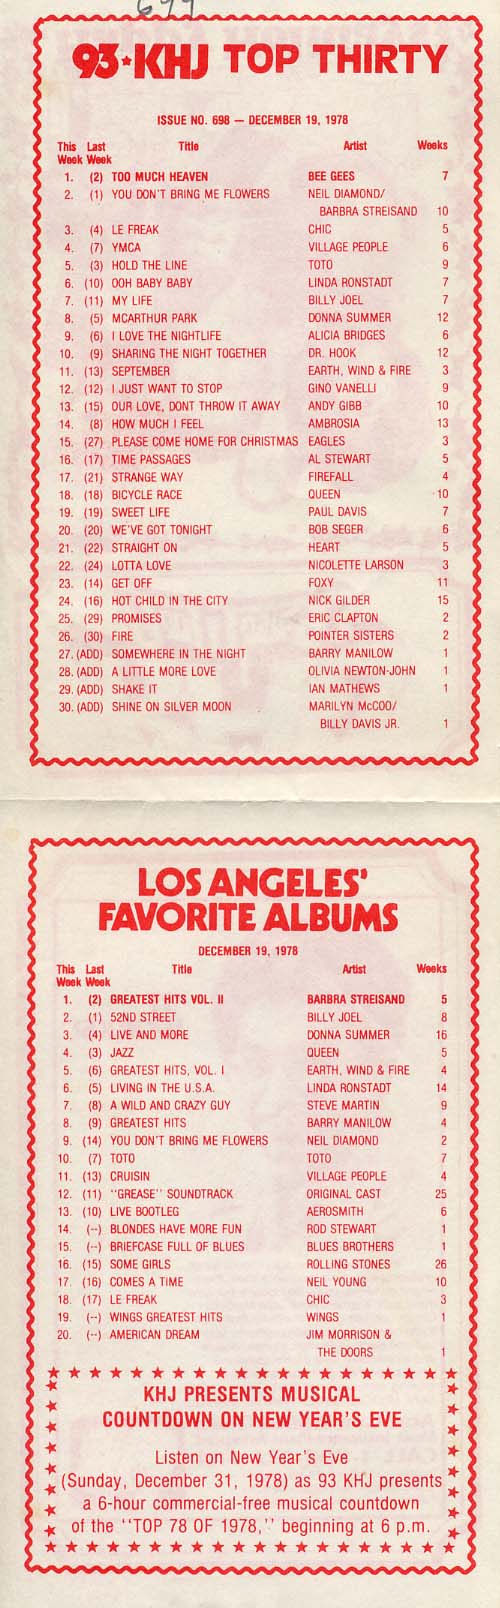 699
93★KHJ TOP THIRTY
ISSUE NO. 698 — DECEMBER 19, 1978
This Last Title Artist Weeks
Week Week
1. (2) TOO MUCH HEAVEN BEE GEES 7
2. (1) YOU DON'T BRING ME FLOWERS NEIL DIAMOND/
BARBRA STREISAND 10
3. (4) LE FREAK CHIC 5
4. (7) YMCA VILLAGE PEOPLE 6
5. (3) HOLD THE LINE TOTO 9
6. (10) OOH BABY BABY LINDA RONSTADT 7
7. (11) MY LIFE BILLY JOEL 7
8. (5) MCARTHUR PARK DONNA SUMMER 12
9. (6) I LOVE THE NIGHTLIFE ALICIA BRIDGES 6
10. (9) SHARING THE NIGHT TOGETHER DR. HOOK 12
11. (13) SEPTEMBER EARTH, WIND & FIRE 3
12. (12) I JUST WANT TO STOP GINO VANELLI 9
13. (15) OUR LOVE, DONT THROW IT AWAY ANDY GIBB 10
14. (8) HOW MUCH I FEEL AMBROSIA 13
15. (27) PLEASE COME HOME FOR CHRISTMAS EAGLES 3
16. (17) TIME PASSAGES AL STEWART 5
17. (21) STRANGE WAY FIREFALL 4
18. (18) BICYCLE RACE QUEEN 10
19. (19) SWEET LIFE PAUL DAVIS 7
20. (20) WE'VE GOT TONIGHT BOB SEGER 6
21. (22) STRAIGHT ON HEART 5
22. (24) LOTTA LOVE NICOLETTE LARSON 3
23. (14) GET OFF FOXY 11
24. (16) HOT CHILD IN THE CITY NICK GILDER 15
25. (29) PROMISES ERIC CLAPTON 2
26. (30) FIRE POINTER SISTERS 2
27. (ADD) SOMEWHERE IN THE NIGHT BARRY MANILOW 1
28. (ADD) A LITTLE MORE LOVE OLIVIA NEWTON-JOHN 1
29. (ADD) SHAKE IT IAN MATHEWS 1
30. (ADD) SHINE ON SILVER MOON MARILYN McCOO/
BILLY DAVIS JR. 1
LOS ANGELES'
FAVORITE ALBUMS
DECEMBER 19, 1978
This Last Title Artist Weeks
Week Week
1. (2) GREATEST HITS VOL. II BARBRA STREISAND 5
2. (1) 52ND STREET BILLY JOEL 8
3. (4) LIVE AND MORE DONNA SUMMER 16
4. (3) JAZZ QUEEN 5
5. (6) GREATEST HITS, VOL. I EARTH, WIND & FIRE 4
6. (5) LIVING IN THE U.S.A. LINDA RONSTADT 14
7. (8) A WILD AND CRAZY GUY STEVE MARTIN 9
8. (9) GREATEST HITS BARRY MANILOW 4
9. (14) YOU DON'T BRING ME FLOWERS NEIL DIAMOND 2
10. (7) TOTO TOTO 7
11. (13) CRUISIN VILLAGE PEOPLE 4
12. (11) "GREASE" SOUNDTRACK ORIGINAL CAST 25
13. (10) LIVE BOOTLEG AEROSMITH 6
14. (--) BLONDES HAVE MORE FUN ROD STEWART 1
15. (--) BRIEFCASE FULL OF BLUES BLUES BROTHERS 1
16. (15) SOME GIRLS ROLLING STONES 26
17. (16) COMES A TIME NEIL YOUNG 10
18. (17) LE FREAK CHIC 3
19. (--) WINGS GREATEST HITS WINGS 1
20. (--) AMERICAN DREAM JIM MORRISON &
THE DOORS 1
KHJ PRESENTS MUSICAL
COUNTDOWN ON NEW YEAR'S EVE
Listen on New Year's Eve
(Sunday, December 31, 1978) as 93 KHJ presents
a 6-hour commercial-free musical countdown
of the "TOP 78 OF 1978," beginning at 6 p.m.